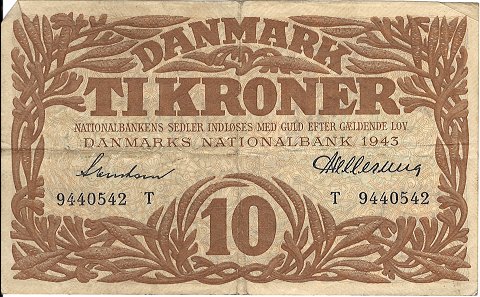 DANMARK
TI KRONER
NATIONALBANKENS SEDLER INDLØSES MED GULD EFTER GÆLDENDE LOV
DANMARKS NATIONALBANK 1943
9440542 T T 9440542
10